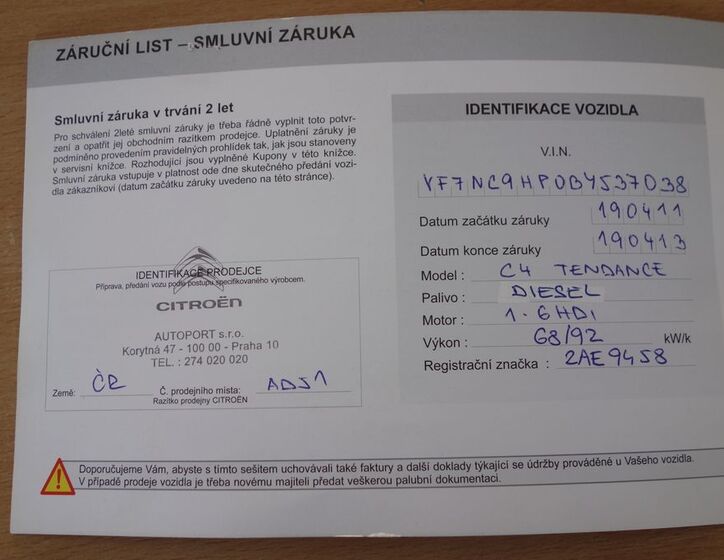 ZÁRUČNÍ LIST – SMLUVNÍ ZÁRUKA
Smluvní záruka v trvání 2 let
Pro schválení 2leté smluvní záruky je třeba řádně vyplnit toto potvr-
zení a opatřit jej obchodním razítkem prodejce. Uplatnění záruky je
podmíněno provedením pravidelných prohlídek tak, jak jsou stanoveny
v servisní knížce. Rozhodující jsou vyplněné Kupony v této knížce.
Smluvní záruka vstupuje v platnost ode dne skutečného předání vozi-
dla zákazníkovi (datum začátku záruky uvedeno na této stránce).
IDENTIFIKACE PRODEJCE
Příprava, předání vozu podle postupu specifikovaného výrobcem.
CITROËN
AUTOPORT s.r.o.
Korytná 47 - 100 00 - Praha 10
TEL. : 274 020 020
Země: ČR Č. prodejního místa: ADJ1
Razítko prodejny CITROËN
IDENTIFIKACE VOZIDLA
V.I.N.
VF7NC9HP0BY537038
Datum začátku záruky 190411
Datum konce záruky 190413
Model : C4 TENDANCE
Palivo : DIESEL
Motor : 1.6HDI
Výkon : 68/92 kW/k
Registrační značka : 2AE9458
Doporučujeme Vám, abyste s tímto sešitem uchovávali také faktury a další doklady týkající se údržby prováděné u Vašeho vozidla.
V případě prodeje vozidla je třeba novému majiteli předat veškerou palubní dokumentaci.